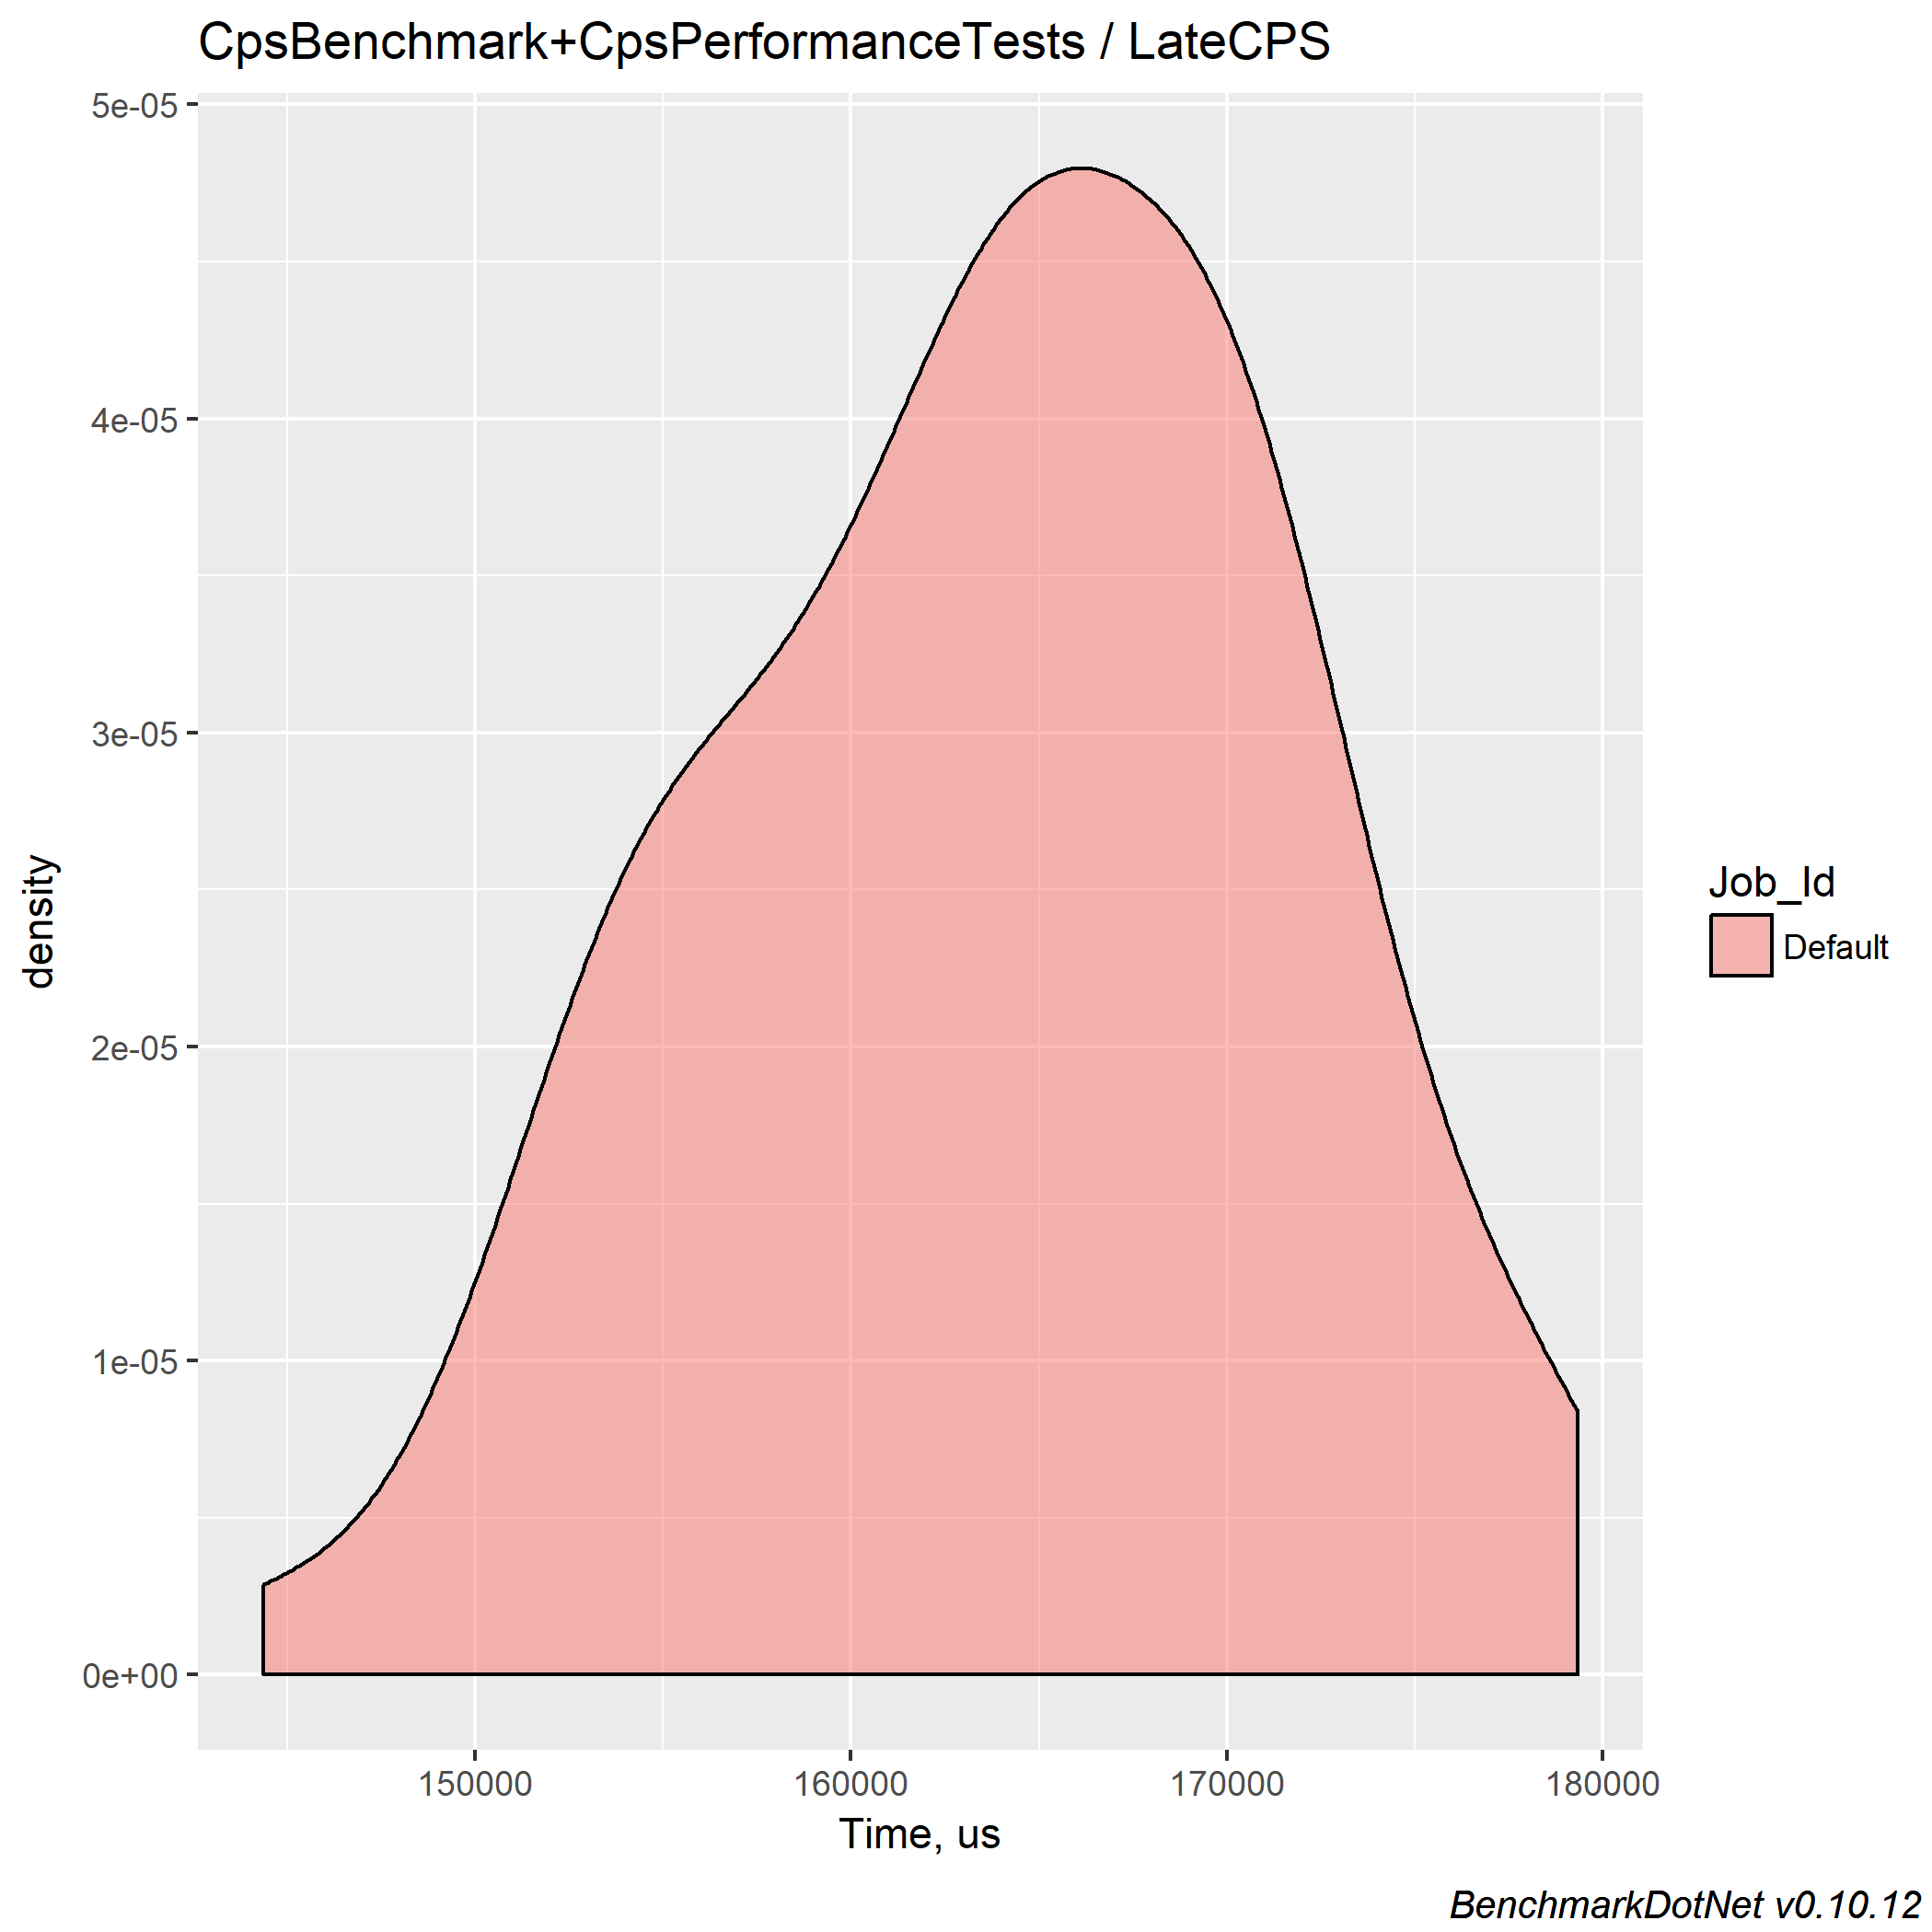 CpsBenchmark+CpsPerformanceTests / LateCPS
5e-05
4e-05
3e-05
2e-05
1e-05
0e+00
density
150000 160000 170000 180000
Time, us
Job_Id
Default
BenchmarkDotNet v0.10.12